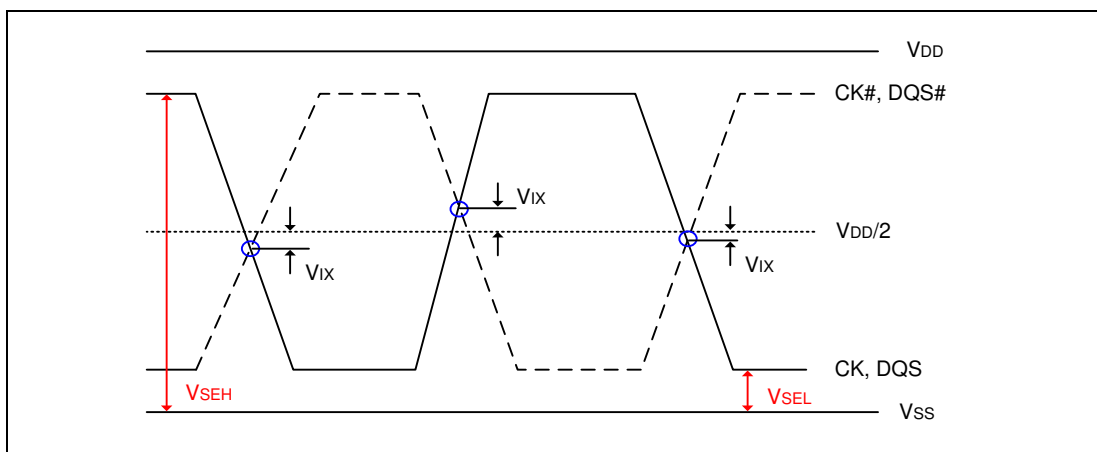 VDD
CK#, DQS#
VIX
VDD/2
VIX
VIX
CK, DQS
VSEH
VSEL
VSS